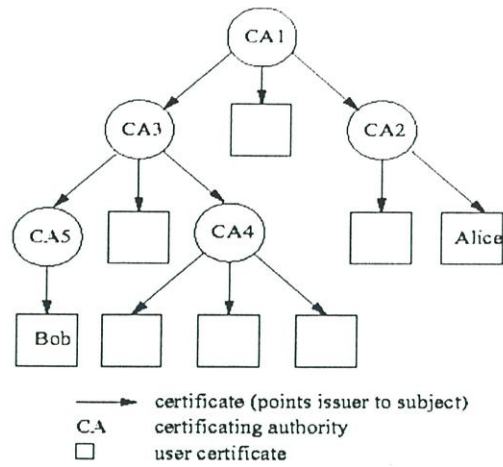 CA1
CA3
CA2
CA5
CA4
Alice
Bob
certificate (points issuer to subject)
CA certificating authority
user certificate